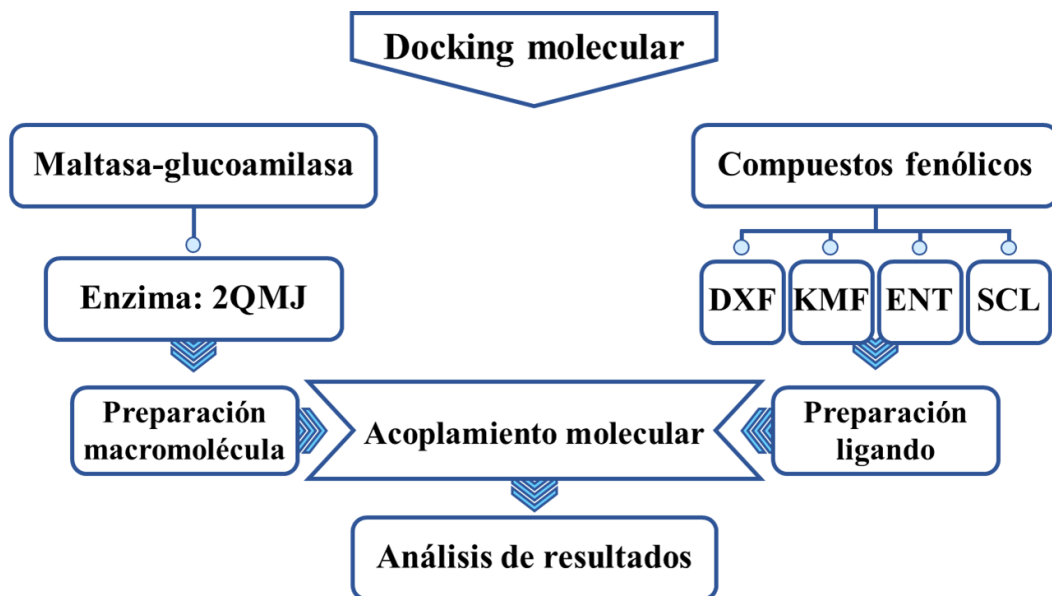 Docking molecular
Maltasa-glucoamilasa
Compuestos fenólicos
Enzima: 2QMJ
DXF
KMF
ENT
SCL
Preparación
macromolécula
Acoplamiento molecular
Preparación
ligando
Análisis de resultados